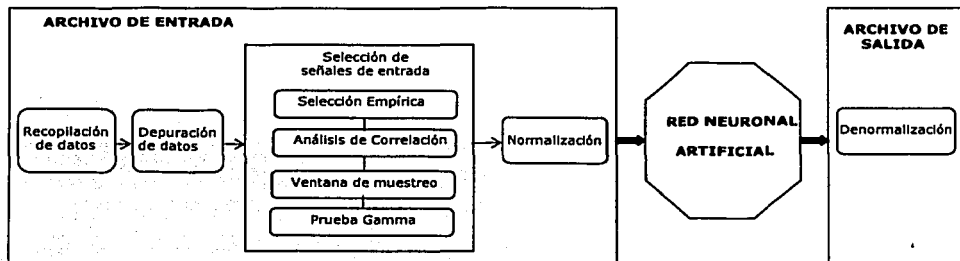 ARCHIVO DE ENTRADA
Recopilación
de datos
Depuración
de datos
Selección de
señales de entrada
Selección Empírica
Análisis de Correlación
Ventana de muestreo
Prueba Gamma
Normalización
RED NEURONAL
ARTIFICIAL
ARCHIVO DE
SALIDA
Denormalización